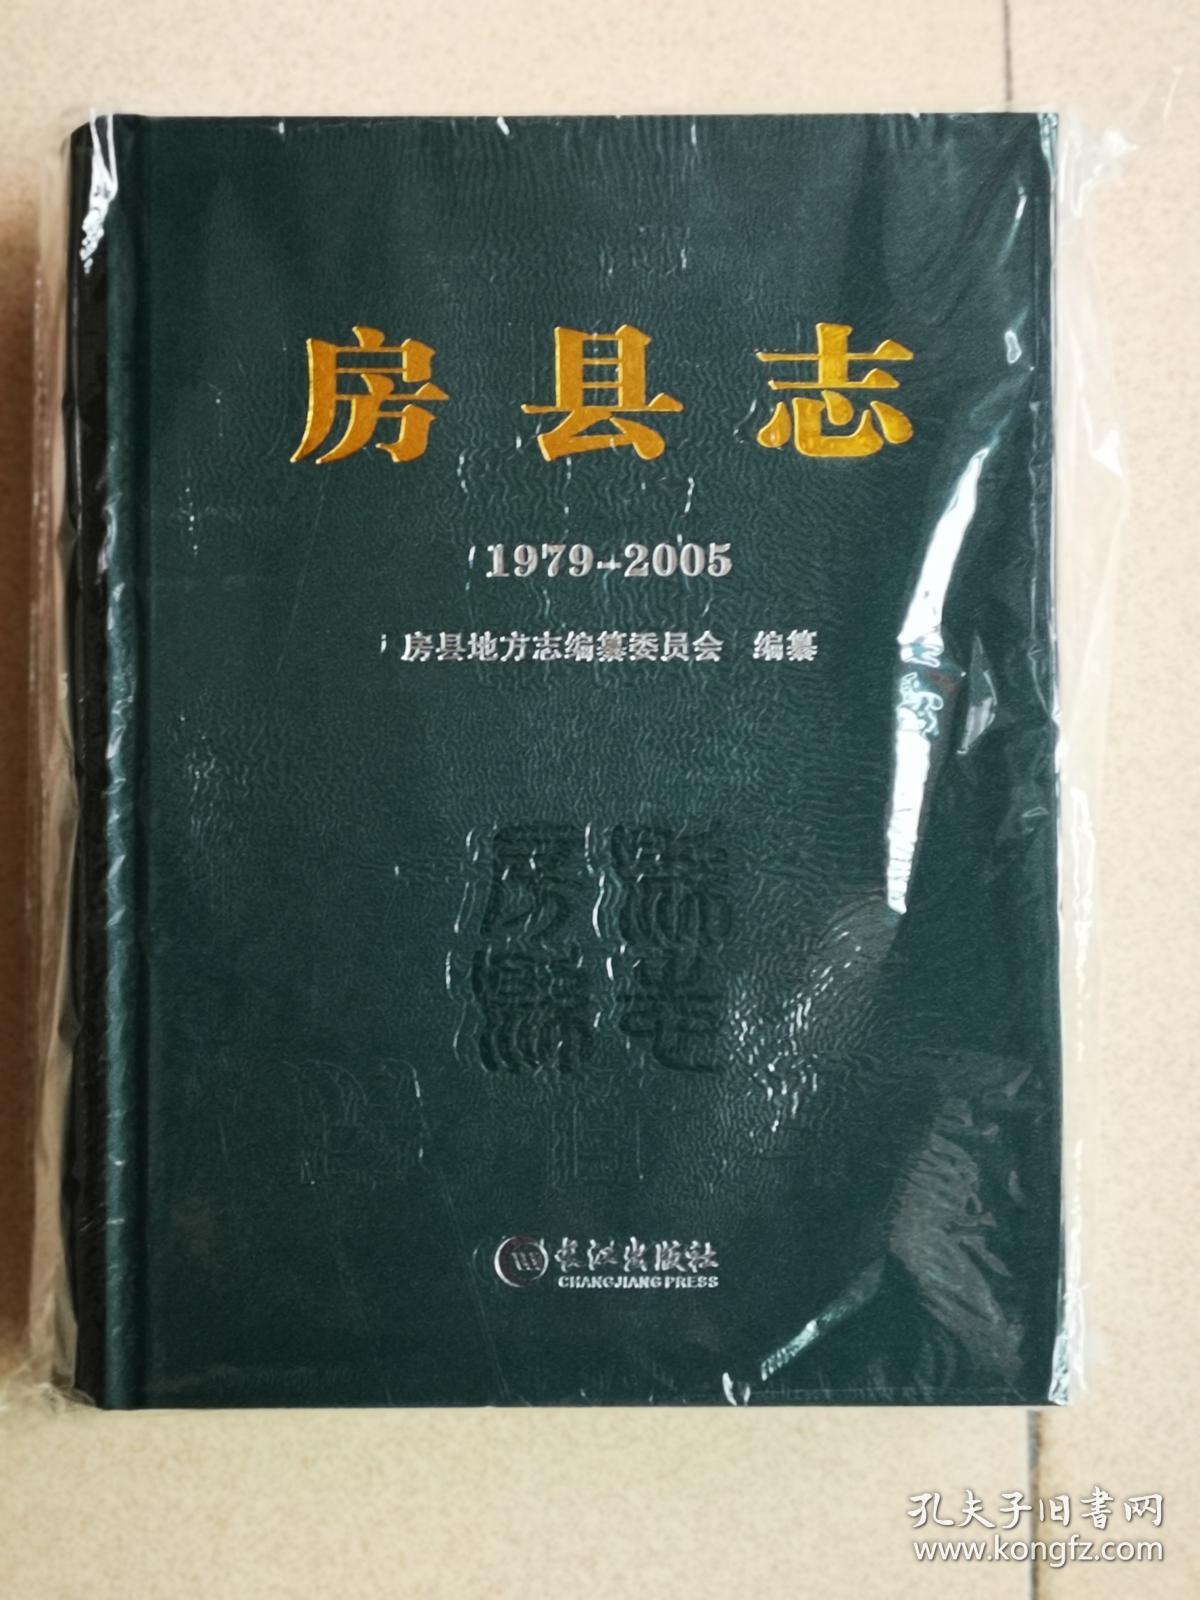 房县志
1979-2005
房县地方志编纂委员会 编纂
长江出版社
CHANGJIANG PRESS
孔夫子旧书网
www.kongfz.com